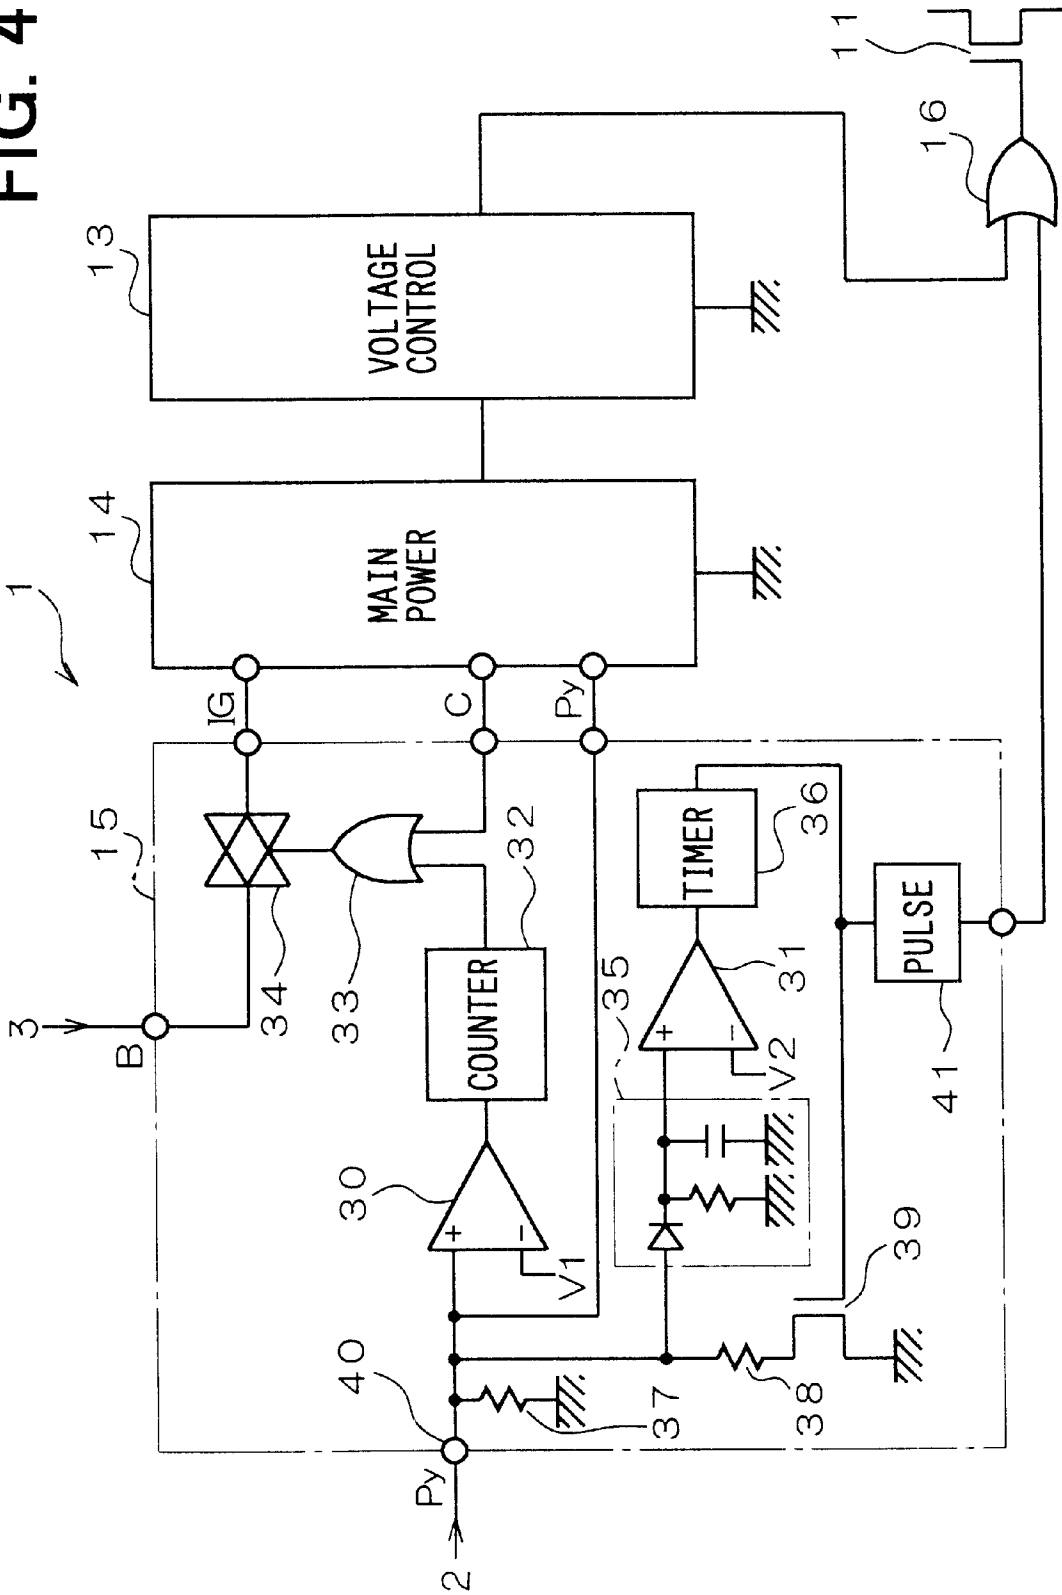 FIG. 4
1
3
B
15
14
13
IG
C
Py
34
33
MAIN
POWER
VOLTAGE
CONTROL
16
11
30
COUNTER
32
+
−
V1
40
Py
2
37
35
+
−
V2
31
TIMER
36
38
39
41
PULSE